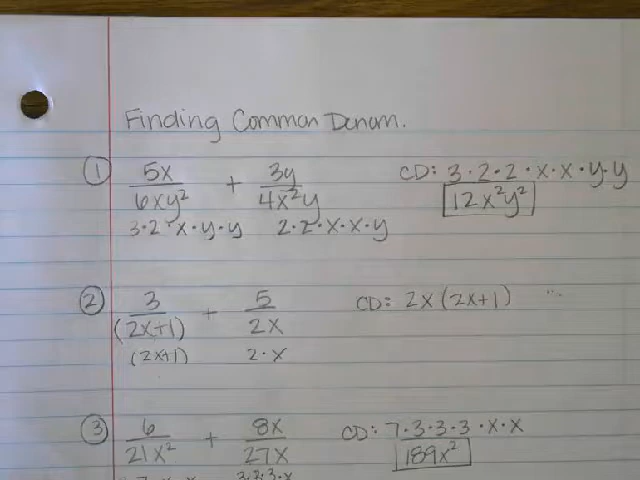 Finding Common Denom.
① 5x/6xy² + 3y/4x²y CD: 3·2·2·x·x·y·y
12x²y²
3·2·x·y·y 2·2·x·x·y
② 3/(2x+1) + 5/2x CD: 2x(2x+1)
(2x+1) 2·x
③ 6/21x² + 8x/27x CD: 7·3·3·3·x·x
189x²
3·3·3·x